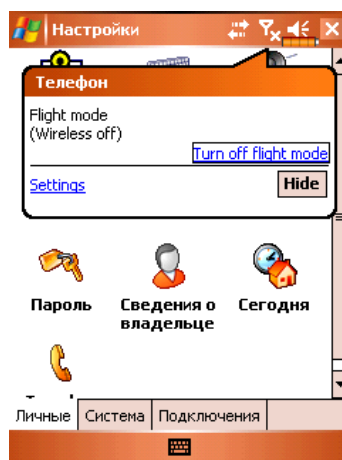 Настройки
Телефон
Flight mode
(Wireless off)
Turn off flight mode
Settings
Hide
Пароль
Сведения о
владельце
Сегодня
Личные
Система
Подключения